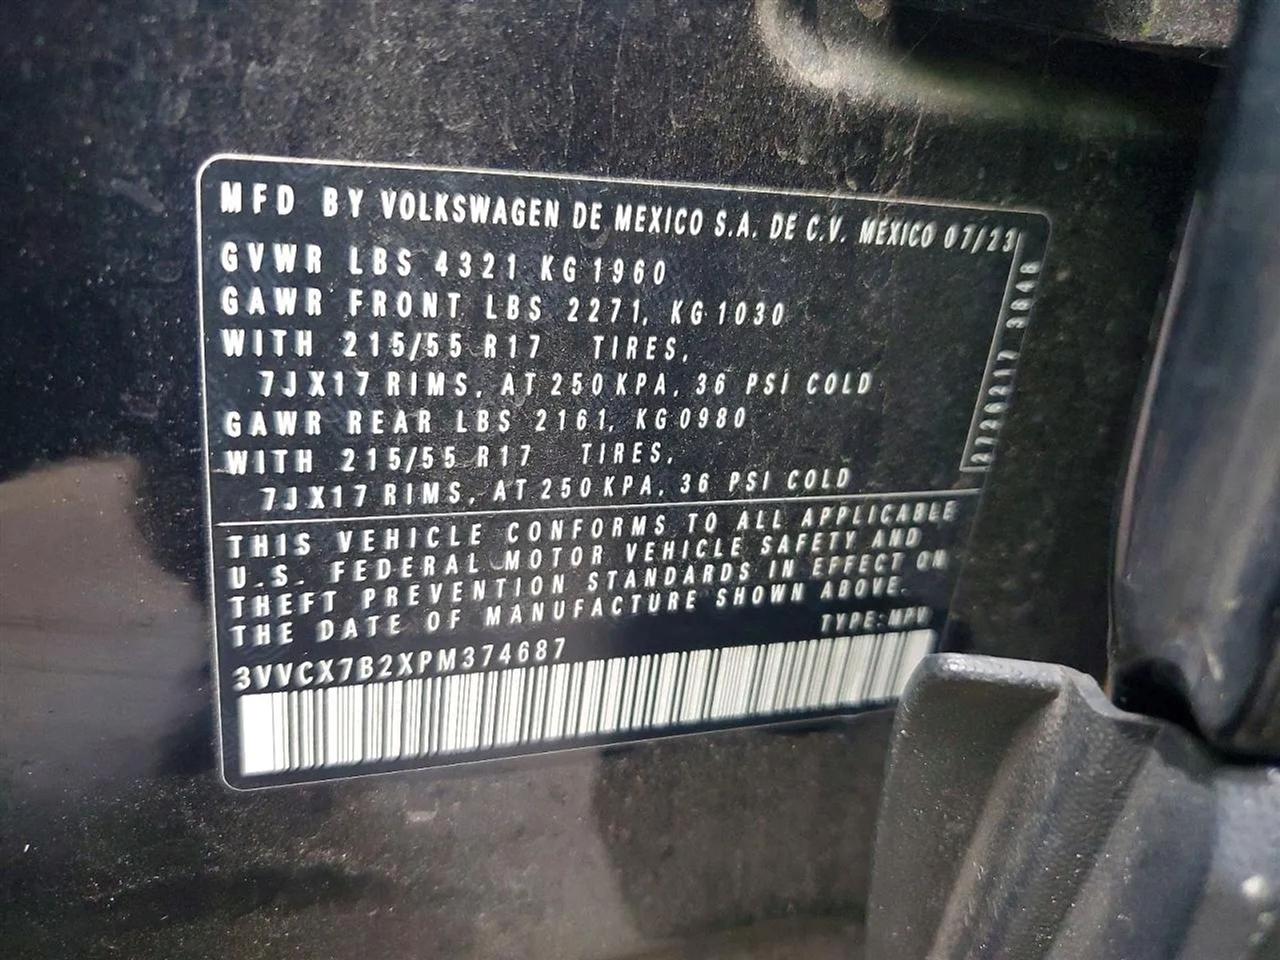 MFD BY VOLKSWAGEN DE MEXICO S.A. DE C.V. MEXICO 07/23
GVWR LBS 4321 KG 1960
GAWR FRONT LBS 2271, KG 1030
WITH 215/55 R17 TIRES,
7JX17 RIMS, AT 250 KPA, 36 PSI COLD
GAWR REAR LBS 2161, KG 0980
WITH 215/55 R17 TIRES,
7JX17 RIMS, AT 250 KPA, 36 PSI COLD
THIS VEHICLE CONFORMS TO ALL APPLICABLE
U.S. FEDERAL MOTOR VEHICLE SAFETY AND
THEFT PREVENTION STANDARDS IN EFFECT ON
THE DATE OF MANUFACTURE SHOWN ABOVE.
TYPE: MPV
3VVCX7B2XPM374687